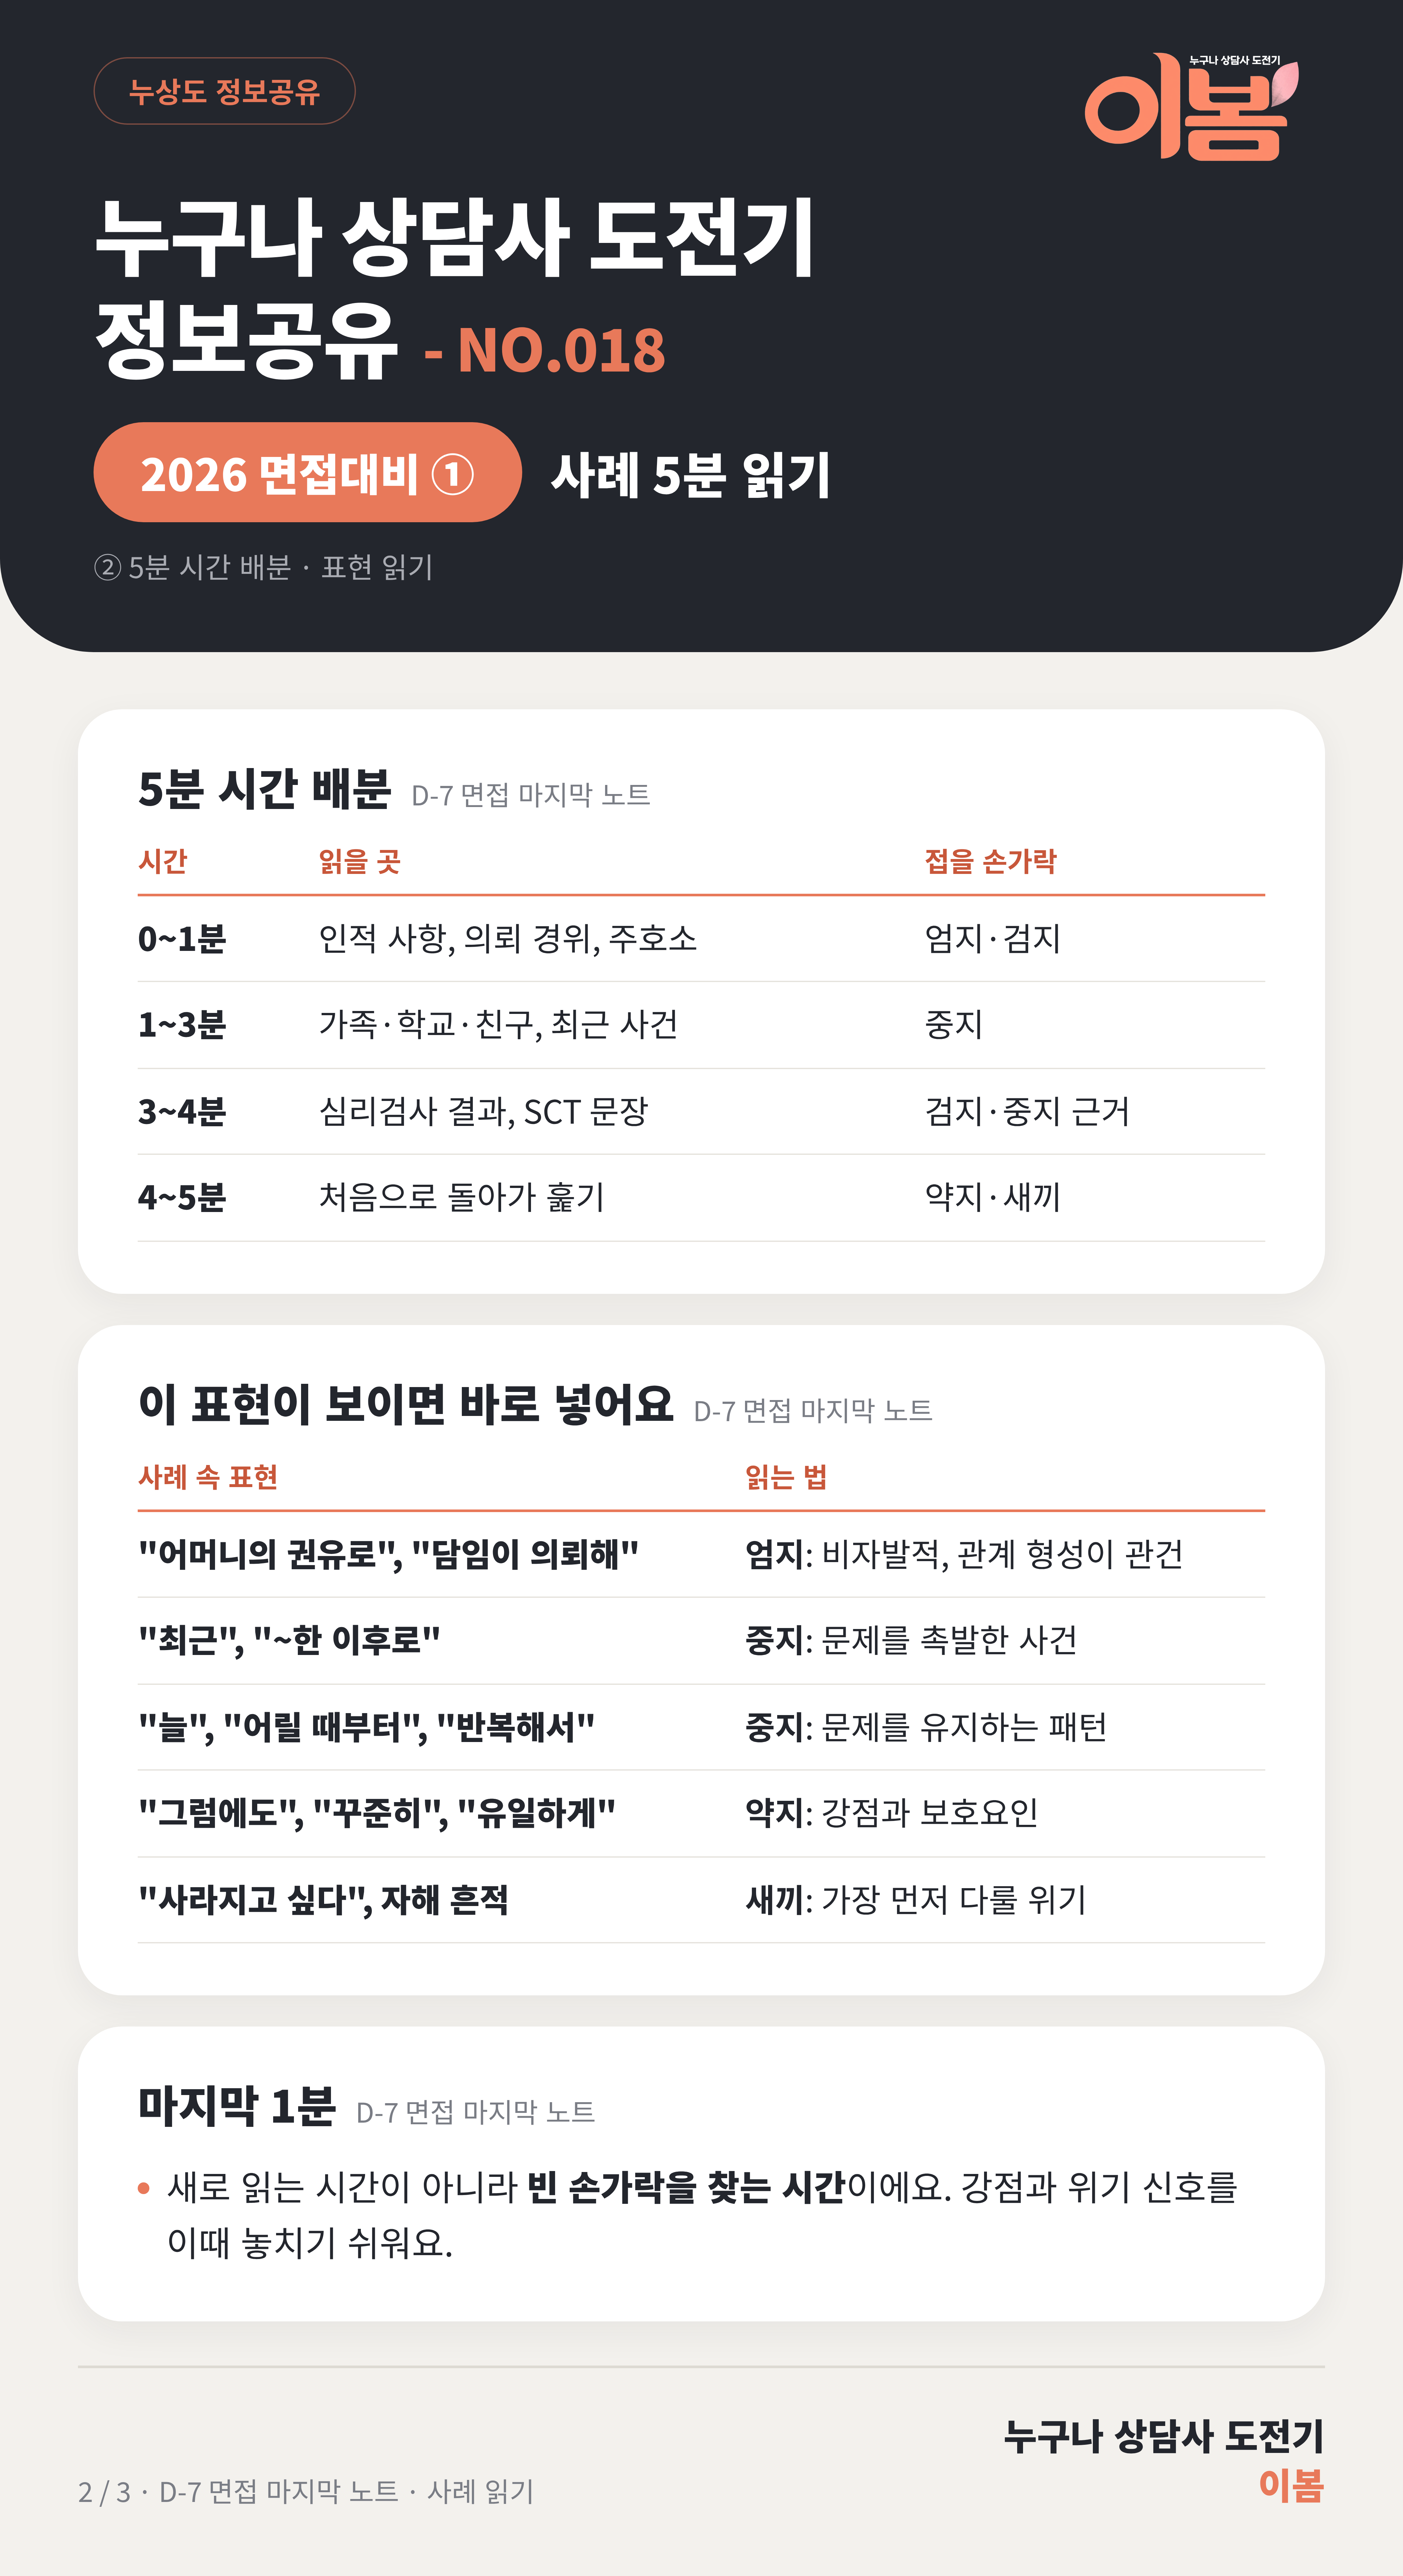 누상도 정보공유
누구나 상담사 도전기
이봄
누구나 상담사 도전기
정보공유 - NO.018
2026 면접대비 ① 사례 5분 읽기
② 5분 시간 배분 · 표현 읽기
5분 시간 배분 D-7 면접 마지막 노트
시간 읽을 곳 접을 손가락
0~1분 인적 사항, 의뢰 경위, 주호소 엄지·검지
1~3분 가족·학교·친구, 최근 사건 중지
3~4분 심리검사 결과, SCT 문장 검지·중지 근거
4~5분 처음으로 돌아가 훑기 약지·새끼
이 표현이 보이면 바로 넣어요 D-7 면접 마지막 노트
사례 속 표현 읽는 법
"어머니의 권유로", "담임이 의뢰해" 엄지: 비자발적, 관계 형성이 관건
"최근", "~한 이후로" 중지: 문제를 촉발한 사건
"늘", "어릴 때부터", "반복해서" 중지: 문제를 유지하는 패턴
"그럼에도", "꾸준히", "유일하게" 약지: 강점과 보호요인
"사라지고 싶다", 자해 흔적 새끼: 가장 먼저 다룰 위기
마지막 1분 D-7 면접 마지막 노트
• 새로 읽는 시간이 아니라 빈 손가락을 찾는 시간이에요. 강점과 위기 신호를
이때 놓치기 쉬워요.
누구나 상담사 도전기
2 / 3 · D-7 면접 마지막 노트 · 사례 읽기 이봄